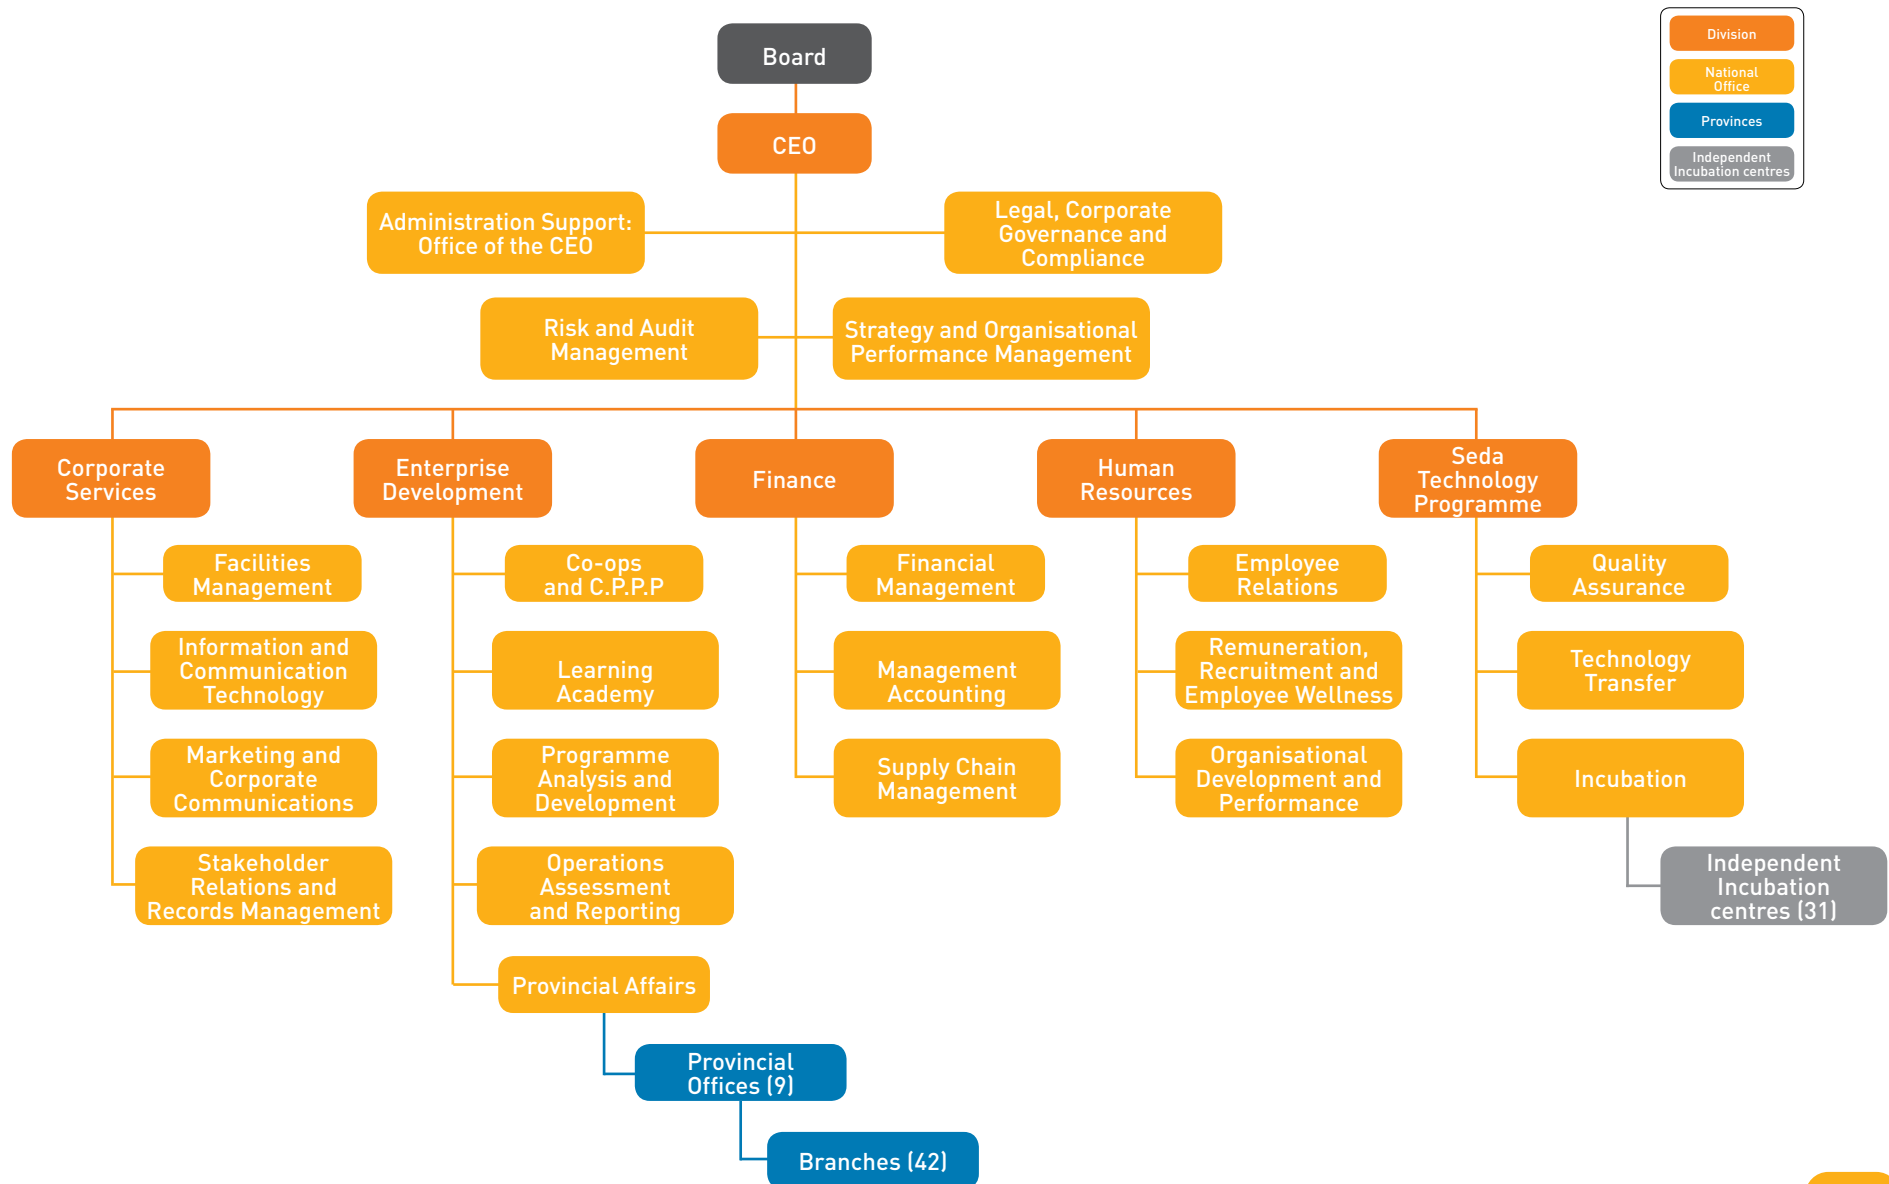 Board
CEO
Division
National
Office
Provinces
Independent
Incubation centres
Administration Support:
Office of the CEO
Legal, Corporate
Governance and
Compliance
Risk and Audit
Management
Strategy and Organisational
Performance Management
Corporate
Services
Enterprise
Development
Finance
Human
Resources
Seda
Technology
Programme
Facilities
Management
Information and
Communication
Technology
Marketing and
Corporate
Communications
Stakeholder
Relations and
Records Management
Co-ops
and C.P.P.P
Learning
Academy
Programme
Analysis and
Development
Operations
Assessment
and Reporting
Provincial Affairs
Provincial
Offices (9)
Branches (42)
Financial
Management
Management
Accounting
Supply Chain
Management
Employee
Relations
Remuneration,
Recruitment and
Employee Wellness
Organisational
Development and
Performance
Quality
Assurance
Technology
Transfer
Incubation
Independent
Incubation
centres (31)